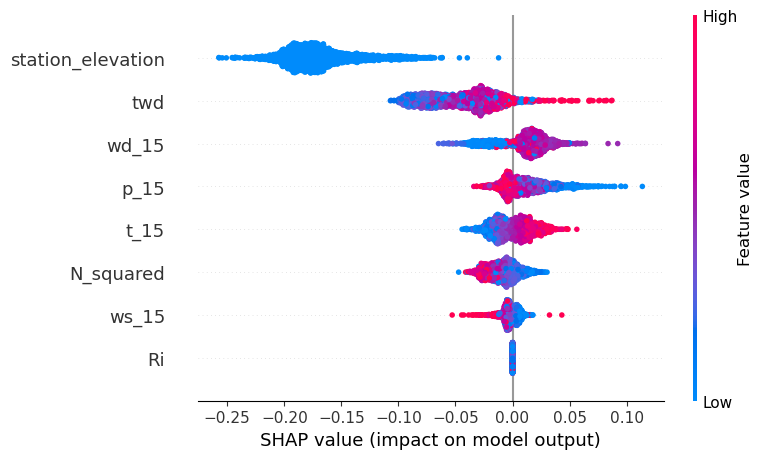 High
station_elevation
twd
wd_15
p_15
t_15
N_squared
ws_15
Ri
Feature value
Low
−0.25 −0.20 −0.15 −0.10 −0.05 0.00 0.05 0.10
SHAP value (impact on model output)